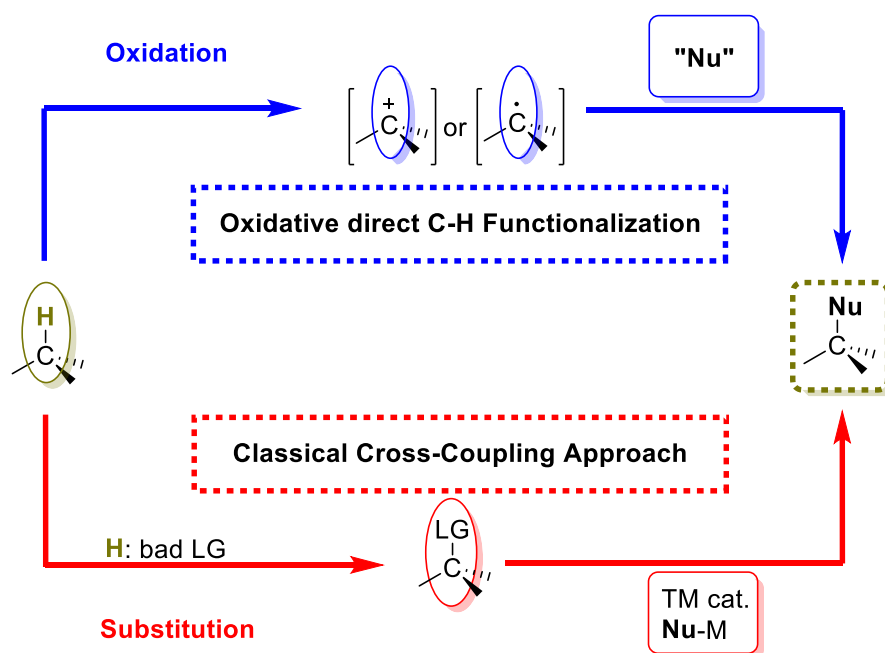 Oxidation
"Nu"
+
C
or
C
Oxidative direct C-H Functionalization
H
C
Nu
C
Classical Cross-Coupling Approach
H: bad LG
LG
C
TM cat.
Nu-M
Substitution